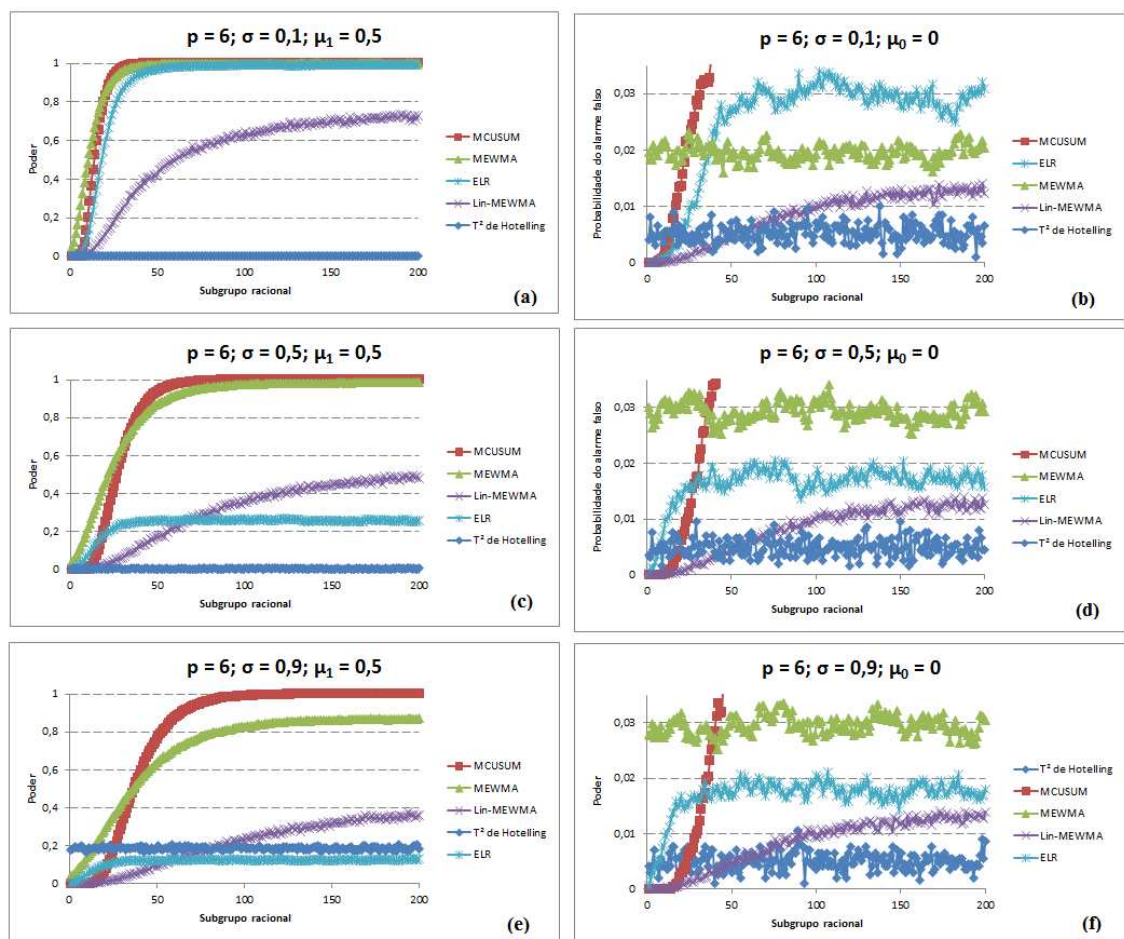 p = 6; σ = 0,1; μ₁ = 0,5
Poder
1
0,8
0,6
0,4
0,2
0
0 50 100 150 200
Subgrupo racional
MCUSUM
MEWMA
ELR
Lin-MEWMA
T² de Hotelling
(a)
p = 6; σ = 0,1; μ₀ = 0
Probabilidade do alarme falso
0,03
0,02
0,01
0
0 50 100 150 200
Subgrupo racional
MCUSUM
ELR
MEWMA
Lin-MEWMA
T² de Hotelling
(b)
p = 6; σ = 0,5; μ₁ = 0,5
Poder
1
0,8
0,6
0,4
0,2
0
0 50 100 150 200
Subgrupo racional
MCUSUM
MEWMA
Lin-MEWMA
ELR
T² de Hotelling
(c)
p = 6; σ = 0,5; μ₀ = 0
Probabilidade do alarme falso
0,03
0,02
0,01
0
0 50 100 150 200
Subgrupo racional
MCUSUM
MEWMA
ELR
Lin-MEWMA
T² de Hotelling
(d)
p = 6; σ = 0,9; μ₁ = 0,5
Poder
1
0,8
0,6
0,4
0,2
0
0 50 100 150 200
Subgrupo racional
MCUSUM
MEWMA
Lin-MEWMA
T² de Hotelling
ELR
(e)
p = 6; σ = 0,9; μ₀ = 0
Probabilidade do alarme falso
0,03
0,02
0,01
0
0 50 100 150 200
Subgrupo racional
T² de Hotelling
MCUSUM
MEWMA
Lin-MEWMA
ELR
(f)